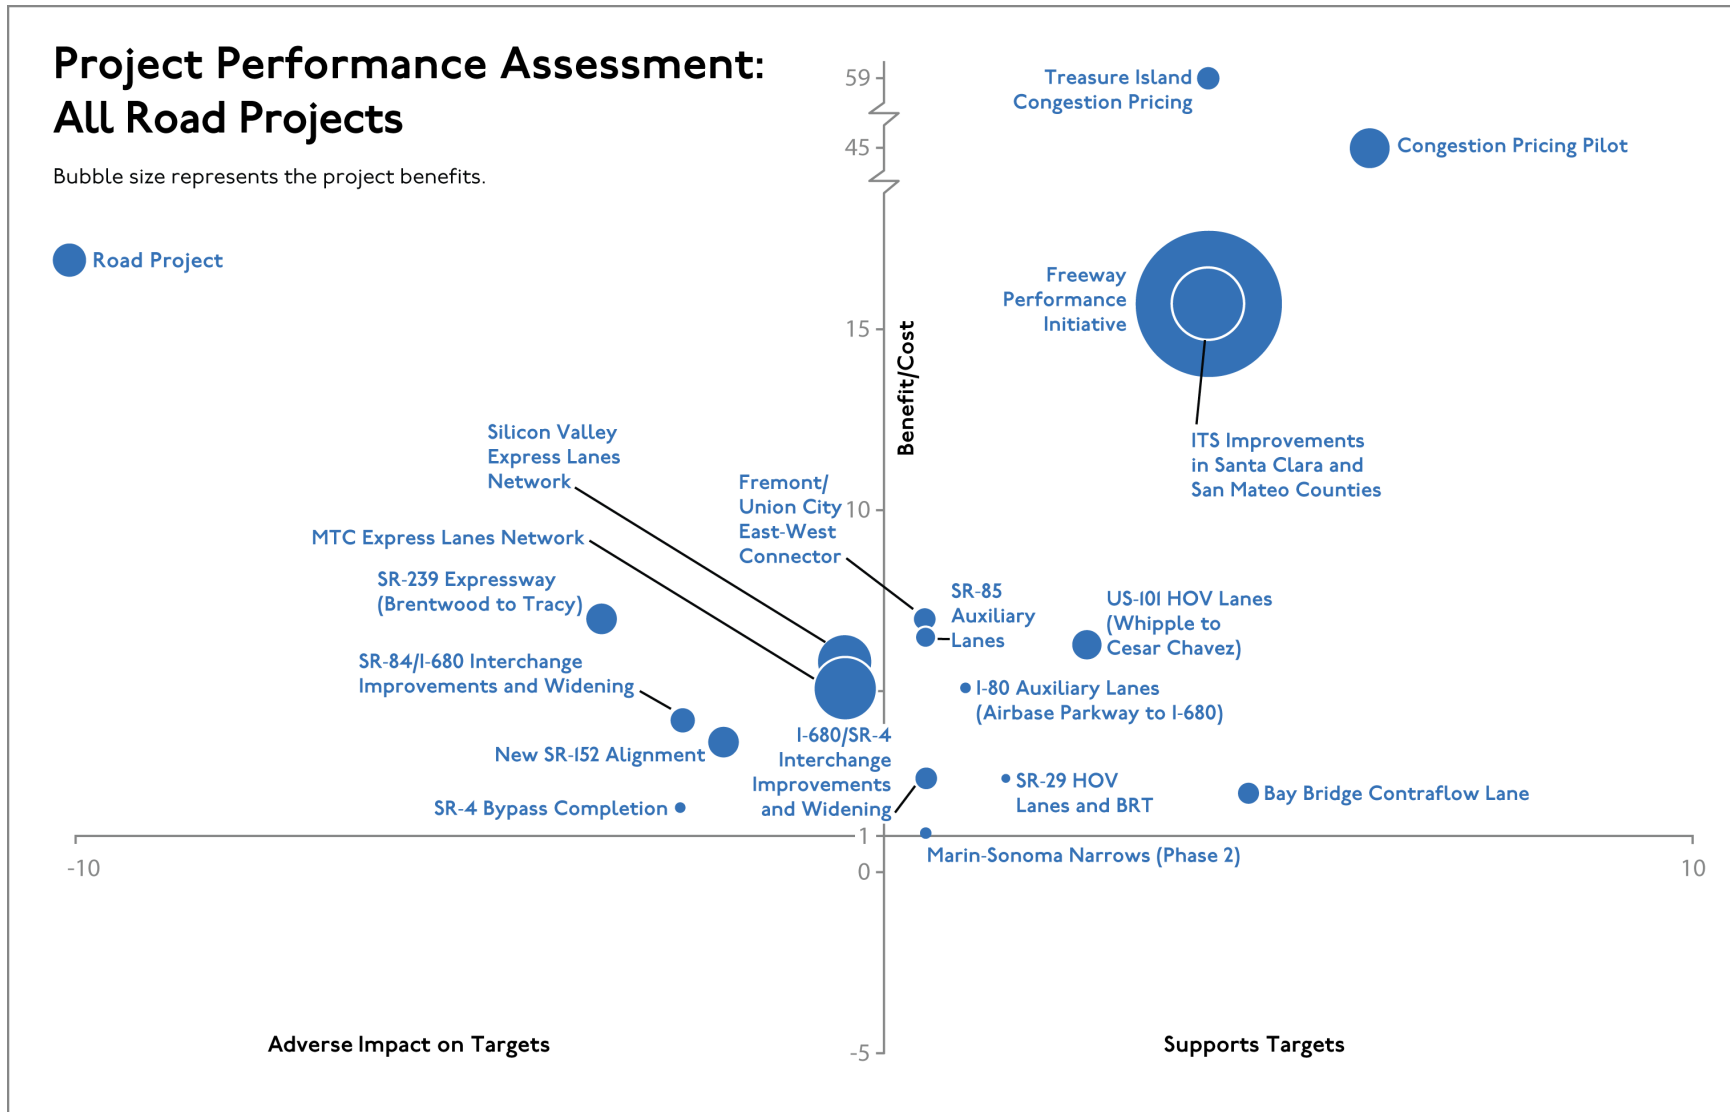 Project Performance Assessment:
All Road Projects
Bubble size represents the project benefits.
Road Project
59
45
15
10
1
0
-5
-10
10
Benefit/Cost
Treasure Island
Congestion Pricing
Congestion Pricing Pilot
Freeway
Performance
Initiative
ITS Improvements
in Santa Clara and
San Mateo Counties
Silicon Valley
Express Lanes
Network
MTC Express Lanes Network
Fremont/
Union City
East-West
Connector
SR-239 Expressway
(Brentwood to Tracy)
SR-85
Auxiliary
Lanes
US-101 HOV Lanes
(Whipple to
Cesar Chavez)
SR-84/I-680 Interchange
Improvements and Widening
I-80 Auxiliary Lanes
(Airbase Parkway to I-680)
New SR-152 Alignment
I-680/SR-4
Interchange
Improvements
and Widening
SR-29 HOV
Lanes and BRT
Bay Bridge Contraflow Lane
SR-4 Bypass Completion
Marin-Sonoma Narrows (Phase 2)
Adverse Impact on Targets
Supports Targets